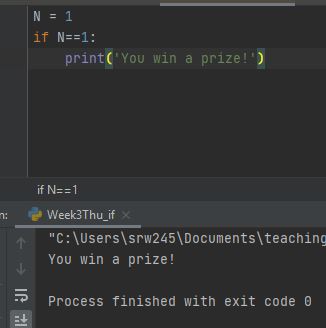 N = 1
if N==1:
print('You win a prize!')
if N==1
n:
Week3Thu_if ×
"C:\Users\srw245\Documents\teaching
You win a prize!
Process finished with exit code 0